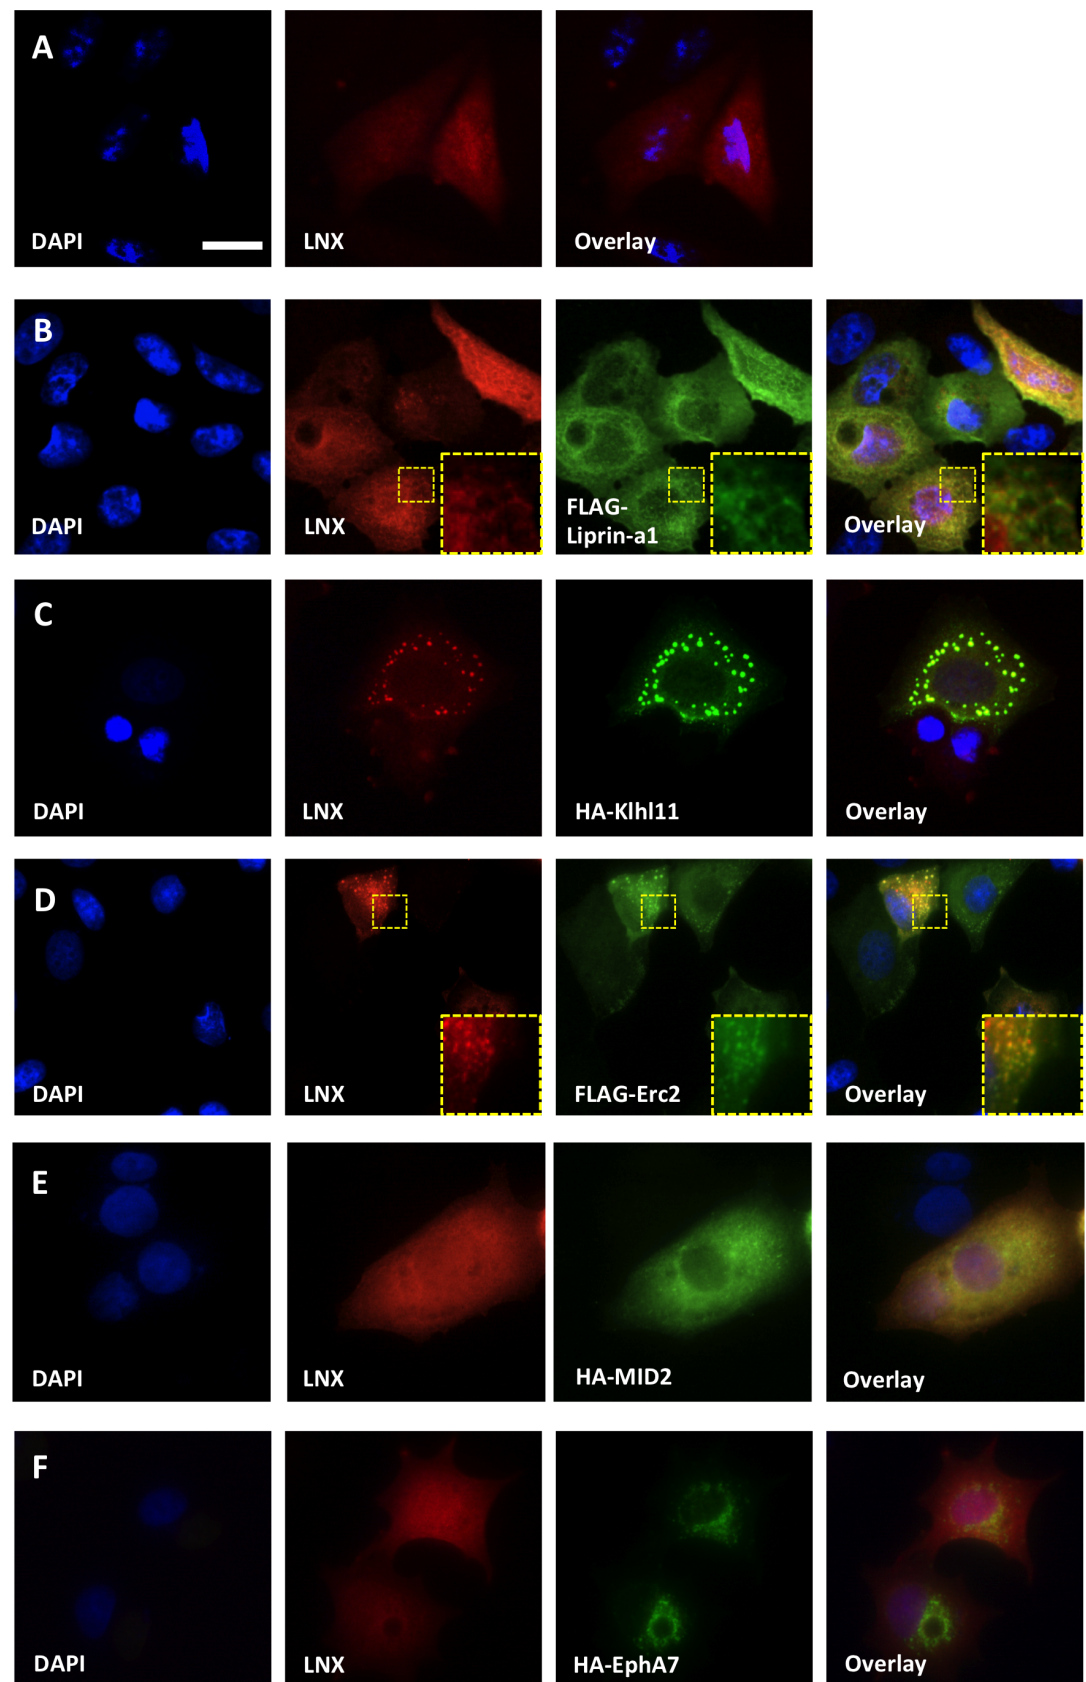 A
DAPI
LNX
Overlay
B
DAPI
LNX
FLAG-
Liprin-a1
Overlay
C
DAPI
LNX
HA-Klhl11
Overlay
D
DAPI
LNX
FLAG-Erc2
Overlay
E
DAPI
LNX
HA-MID2
Overlay
F
DAPI
LNX
HA-EphA7
Overlay